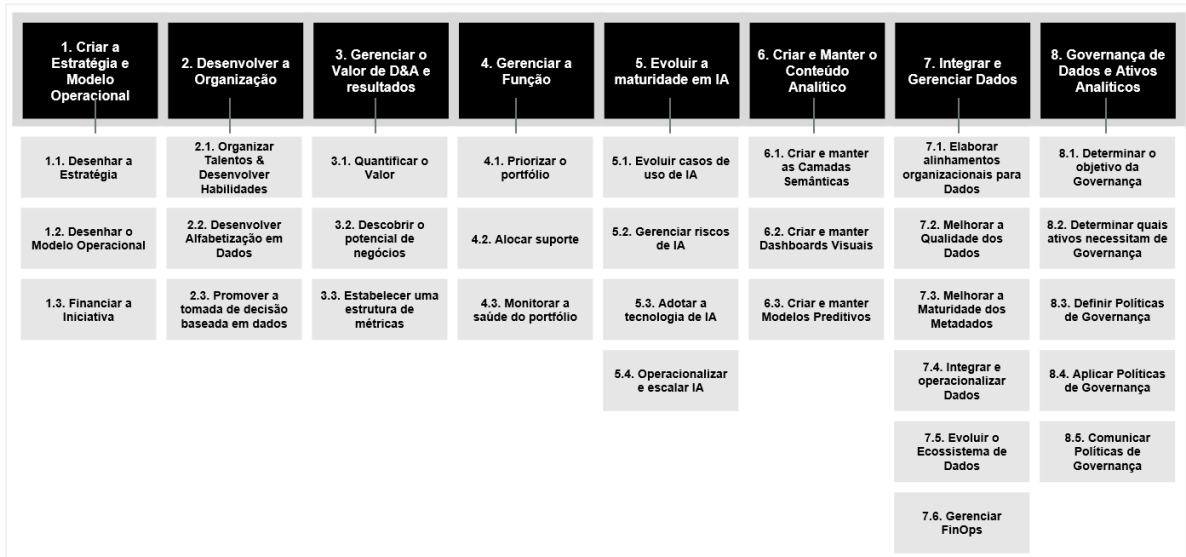 1. Criar a
Estratégia e
Modelo
Operacional
2. Desenvolver a
Organização
3. Gerenciar o
Valor de D&A e
resultados
4. Gerenciar a
Função
5. Evoluir a
maturidade em IA
6. Criar e Manter o
Conteúdo
Analítico
7. Integrar e
Gerenciar Dados
8. Governança de
Dados e Ativos
Analíticos
1.1. Desenhar a
Estratégia
1.2. Desenhar o
Modelo Operacional
1.3. Financiar a
Iniciativa
2.1. Organizar
Talentos &
Desenvolver
Habilidades
2.2. Desenvolver
Alfabetização em
Dados
2.3. Promover a
tomada de decisão
baseada em dados
3.1. Quantificar o
Valor
3.2. Descobrir o
potencial de
negócios
3.3. Estabelecer uma
estrutura de
métricas
4.1. Priorizar o
portfólio
4.2. Alocar suporte
4.3. Monitorar a
saúde do portfólio
5.1. Evoluir casos de
uso de IA
5.2. Gerenciar riscos
de IA
5.3. Adotar a
tecnologia de IA
5.4. Operacionalizar
e escalar IA
6.1. Criar e manter
as Camadas
Semânticas
6.2. Criar e manter
Dashboards Visuais
6.3. Criar e manter
Modelos Preditivos
7.1. Elaborar
alinhamentos
organizacionais para
Dados
7.2. Melhorar a
Qualidade dos
Dados
7.3. Melhorar a
Maturidade dos
Metadados
7.4. Integrar e
operacionalizar
Dados
7.5. Evoluir o
Ecossistema de
Dados
7.6. Gerenciar
FinOps
8.1. Determinar o
objetivo da
Governança
8.2. Determinar quais
ativos necessitam de
Governança
8.3. Definir Políticas
de Governança
8.4. Aplicar Políticas
de Governança
8.5. Comunicar
Políticas de
Governança